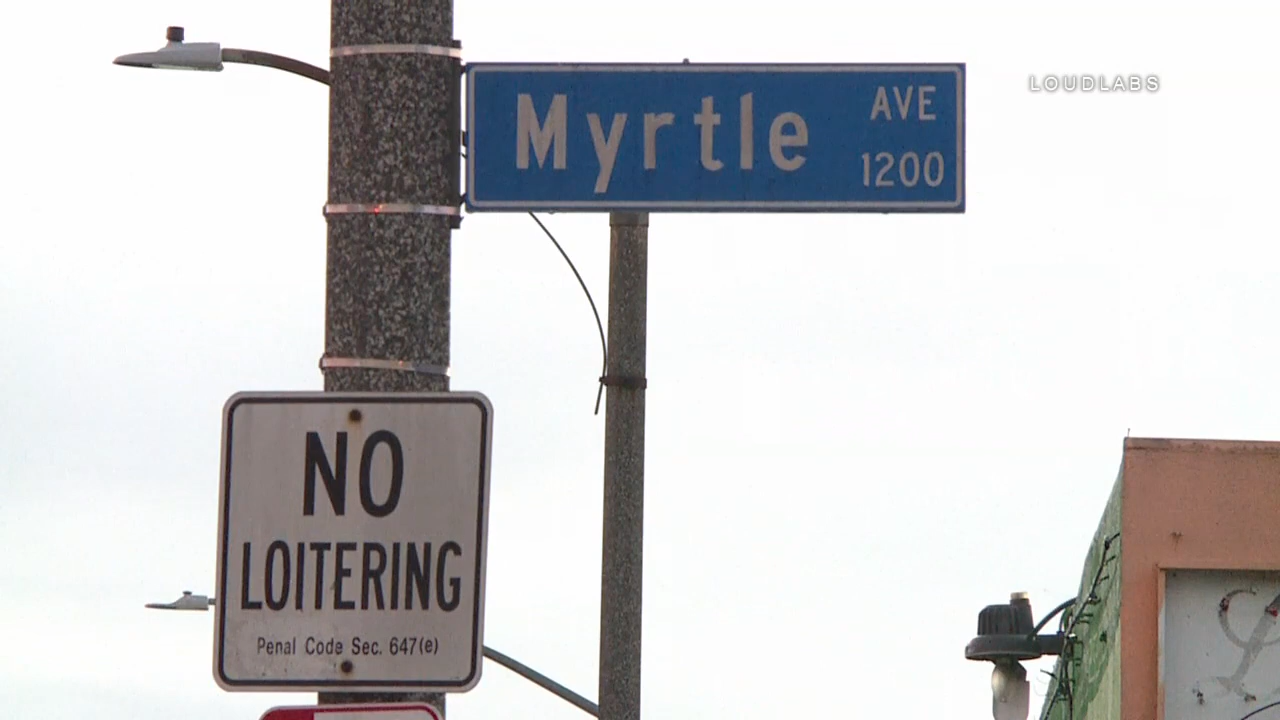 LOUDLABS
Myrtle AVE
1200
NO
LOITERING
Penal Code Sec. 647(e)